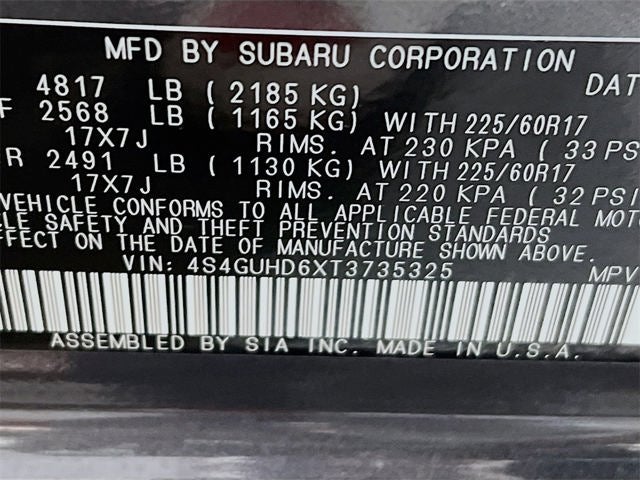 MFD BY SUBARU CORPORATION DAT
4817 LB ( 2185 KG)
F 2568 LB ( 1165 KG) WITH 225/60R17
17X7J RIMS. AT 230 KPA ( 33 PS
R 2491 LB ( 1130 KG) WITH 225/60R17
17X7J RIMS. AT 220 KPA ( 32 PSI
VEHICLE CONFORMS TO ALL APPLICABLE FEDERAL MOT
CLE SAFETY AND THEFT PREVENTION STANDARDS
EFFECT ON THE DATE OF MANUFACTURE SHOWN ABOVE.
VIN: 4S4GUHD6XT3735325 MPV
ASSEMBLED BY SIA INC. MADE IN U.S.A.